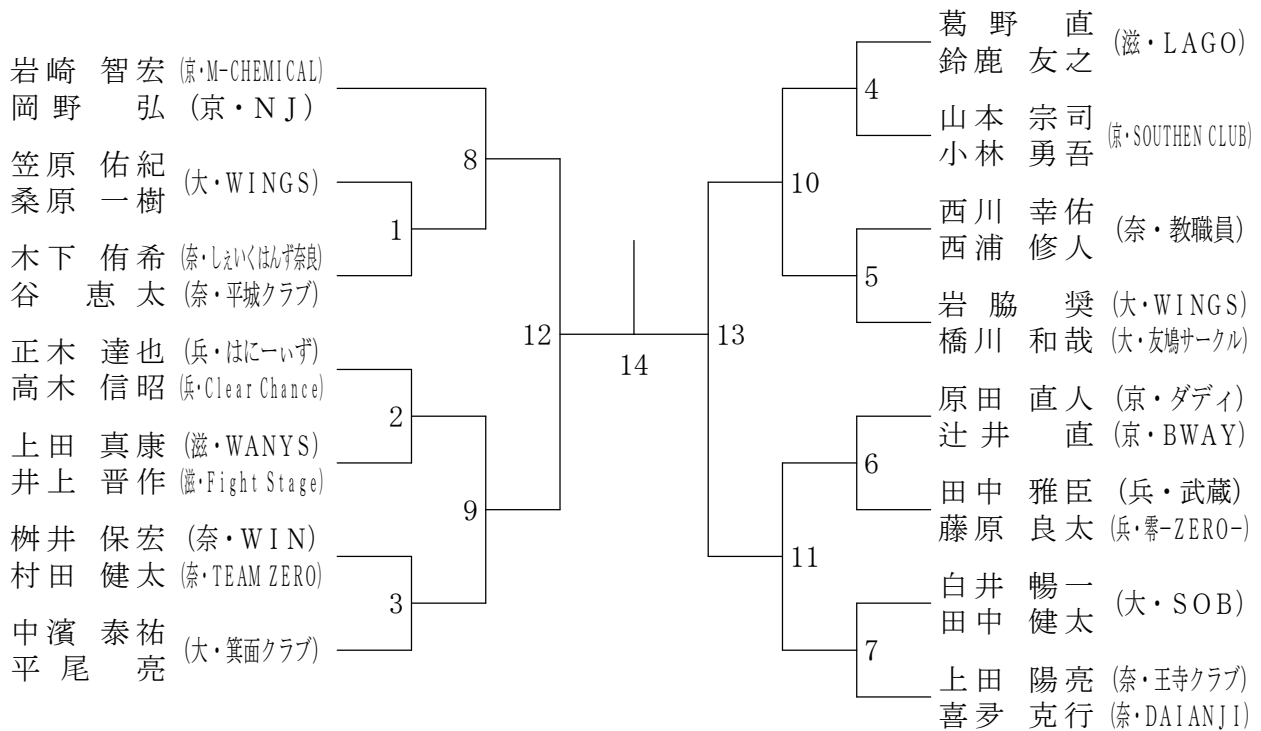 岩崎 智宏 (京・M-CHEMICAL)
岡野 弘 (京・NJ)
笠原 佑紀
桑原 一樹
(大・WINGS)
木下 侑希 (奈・しぇいくはんず奈良)
谷 恵太 (奈・平城クラブ)
正木 達也 (兵・はにーぃず)
高木 信昭 (兵・Clear Chance)
上田 真康 (滋・WANYS)
井上 晋作 (滋・Fight Stage)
桝井 保宏 (奈・WIN)
村田 健太 (奈・TEAM ZERO)
中濱 泰祐
平尾 亮
(大・箕面クラブ)
8
1
2
9
3
12
14
13
10
4
5
11
6
7
葛野 直
鈴鹿 友之
(滋・LAGO)
山本 宗司
小林 勇吾
(京・SOUTHEN CLUB)
西川 幸佑
西浦 修人
(奈・教職員)
岩脇 奨 (大・WINGS)
橋川 和哉 (大・友鳩サークル)
原田 直人 (京・ダディ)
辻井 直 (京・BWAY)
田中 雅臣 (兵・武蔵)
藤原 良太 (兵・零-ZERO-)
白井 暢一
田中 健太
(大・SOB)
上田 陽亮 (奈・王寺クラブ)
喜夛 克行 (奈・DAIANJI)